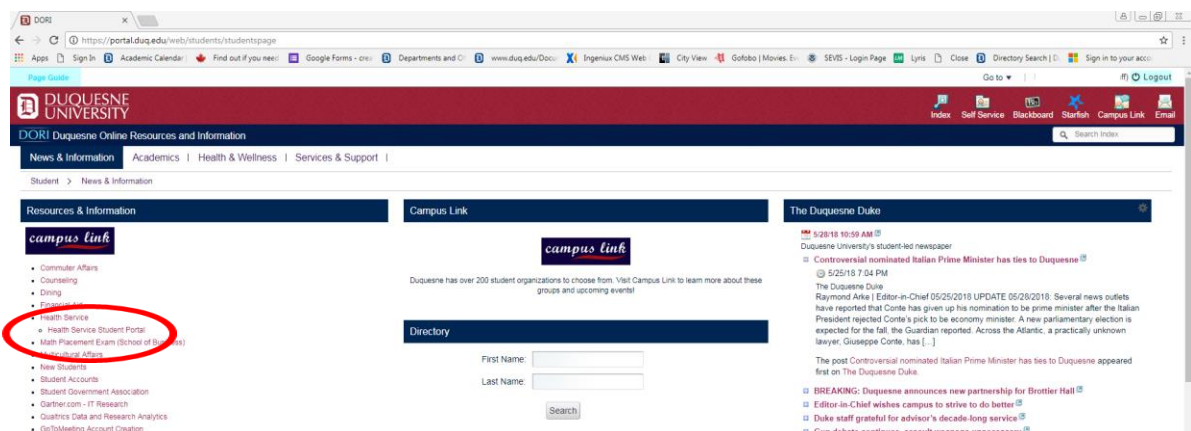 DORI
https://portal.duq.edu/web/students/studentspage
Apps Sign In Academic Calendar Find out if you need Google Forms - crea Departments and Of www.duq.edu/Docu Ingeniux CMS Web City View Gofobo | Movies. Ev SEVIS - Login Page Lyris Close Directory Search | D Sign in to your acco
Page Guide Go to Logout
DUQUESNE
UNIVERSITY
Index Self Service Blackboard Starfish Campus Link Email
DORI Duquesne Online Resources and Information Search Index
News & Information Academics | Health & Wellness | Services & Support |
Student > News & Information
Resources & Information
campus link
Commuter Affairs
Counseling
Dining
Financial Aid
Health Service
Health Service Student Portal
Math Placement Exam (School of Business)
Multicultural Affairs
New Students
Student Accounts
Student Government Association
Gartner.com - IT Research
Qualtrics Data and Research Analytics
GoToMeeting Account Creation
Campus Link
campus link
Duquesne has over 200 student organizations to choose from. Visit Campus Link to learn more about these
groups and upcoming events!
Directory
First Name:
Last Name:
Search
The Duquesne Duke
5/28/18 10:59 AM
Duquesne University's student-led newspaper
Controversial nominated Italian Prime Minister has ties to Duquesne
5/25/18 7:04 PM
The Duquesne Duke
Raymond Arke | Editor-in-Chief 05/25/2018 UPDATE 05/28/2018: Several news outlets
have reported that Conte has given up his nomination to be prime minister after the Italian
President rejected Conte's pick to be economy minister. A new parliamentary election is
expected for the fall, the Guardian reported. Across the Atlantic, a practically unknown
lawyer, Giuseppe Conte, has [...]
The post Controversial nominated Italian Prime Minister has ties to Duquesne appeared
first on The Duquesne Duke.
BREAKING: Duquesne announces new partnership for Brottier Hall
Editor-in-Chief wishes campus to strive to do better
Duke staff grateful for advisor's decade-long service